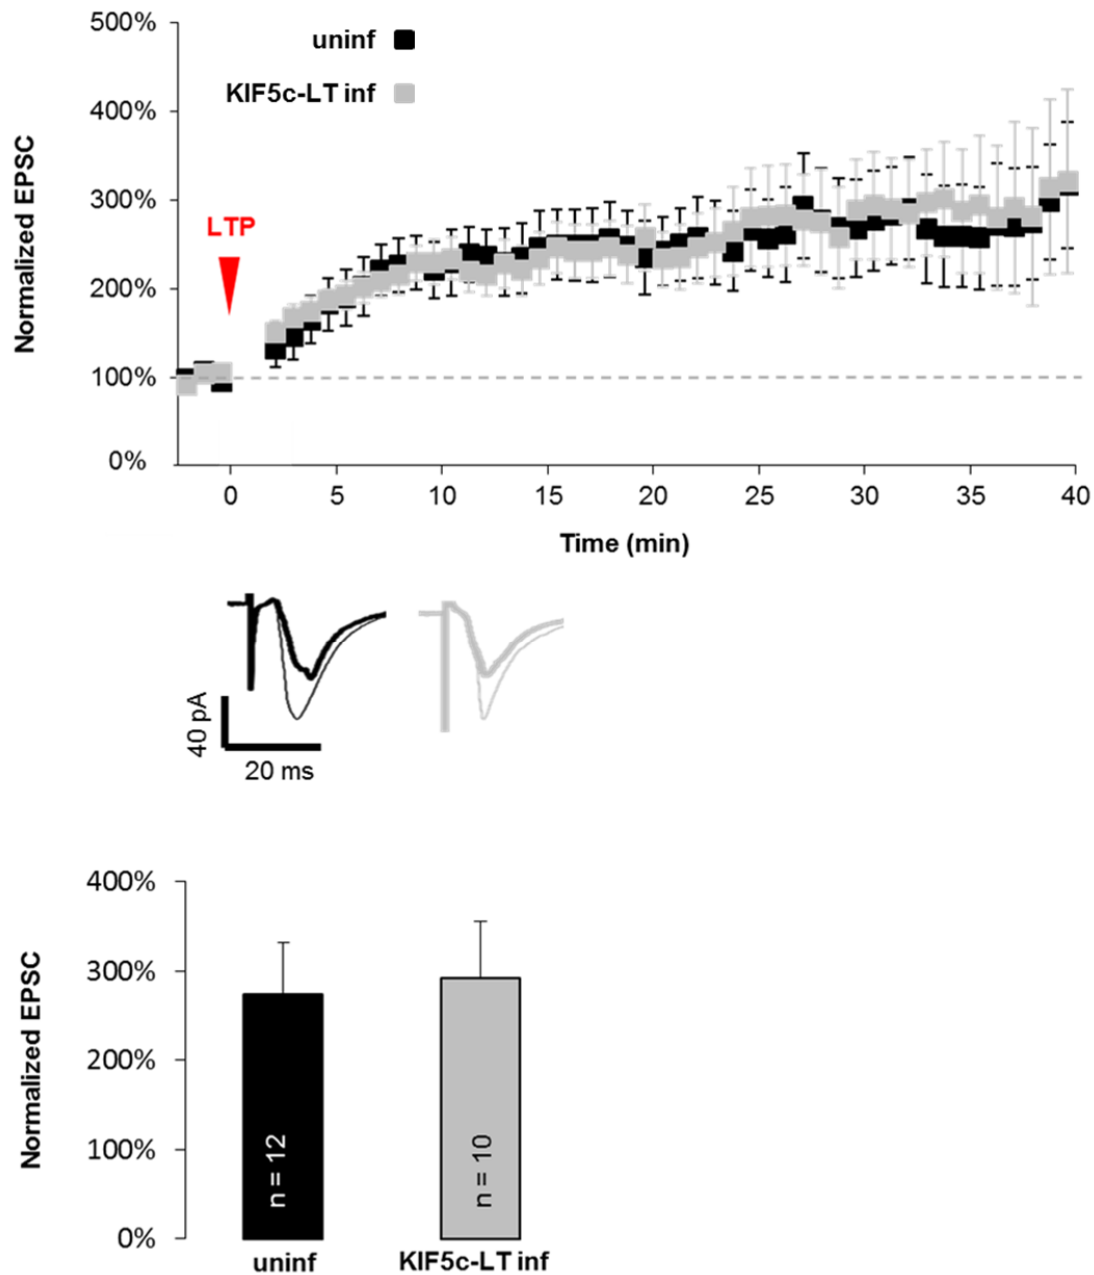 500%
uninf
KIF5c-LT inf
400%
300%
LTP
200%
100%
0%
Normalized EPSC
0 5 10 15 20 25 30 35 40
Time (min)
40 pA
20 ms
400%
300%
200%
100%
0%
Normalized EPSC
n = 12
n = 10
uninf
KIF5c-LT inf